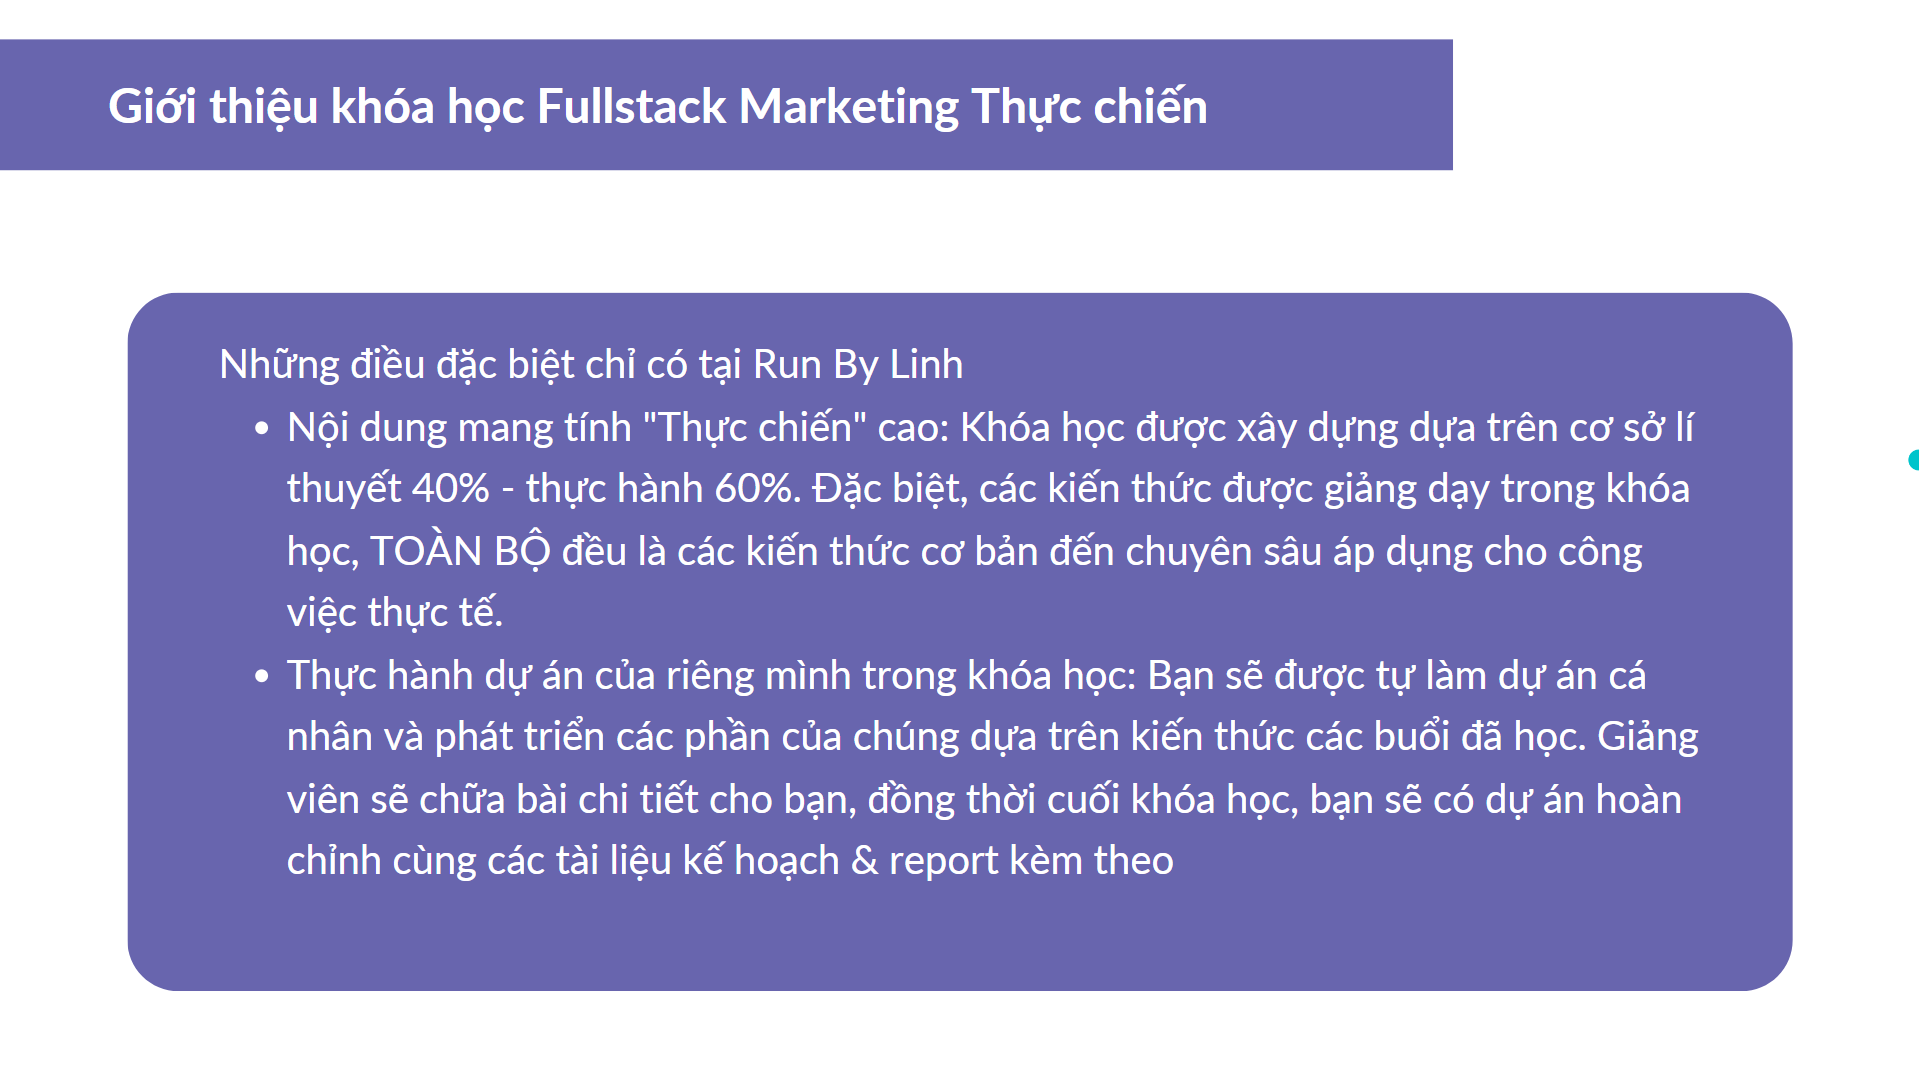 Giới thiệu khóa học Fullstack Marketing Thực chiến
Những điều đặc biệt chỉ có tại Run By Linh
• Nội dung mang tính "Thực chiến" cao: Khóa học được xây dựng dựa trên cơ sở lí
thuyết 40% - thực hành 60%. Đặc biệt, các kiến thức được giảng dạy trong khóa
học, TOÀN BỘ đều là các kiến thức cơ bản đến chuyên sâu áp dụng cho công
việc thực tế.
• Thực hành dự án của riêng mình trong khóa học: Bạn sẽ được tự làm dự án cá
nhân và phát triển các phần của chúng dựa trên kiến thức các buổi đã học. Giảng
viên sẽ chữa bài chi tiết cho bạn, đồng thời cuối khóa học, bạn sẽ có dự án hoàn
chỉnh cùng các tài liệu kế hoạch & report kèm theo